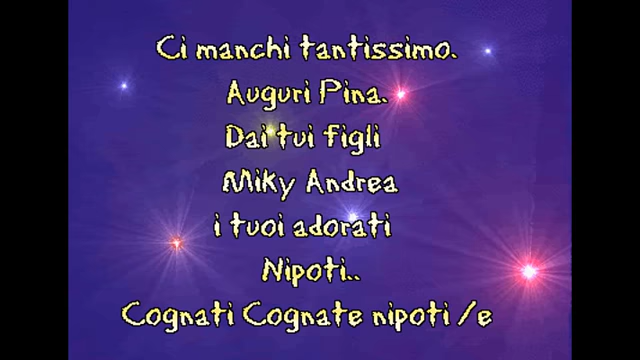 Ci manchi tantissimo.
Auguri Pina.
Dai tui figli
Miky Andrea
i tuoi adorati
Nipoti..
Cognati Cognate nipoti /e